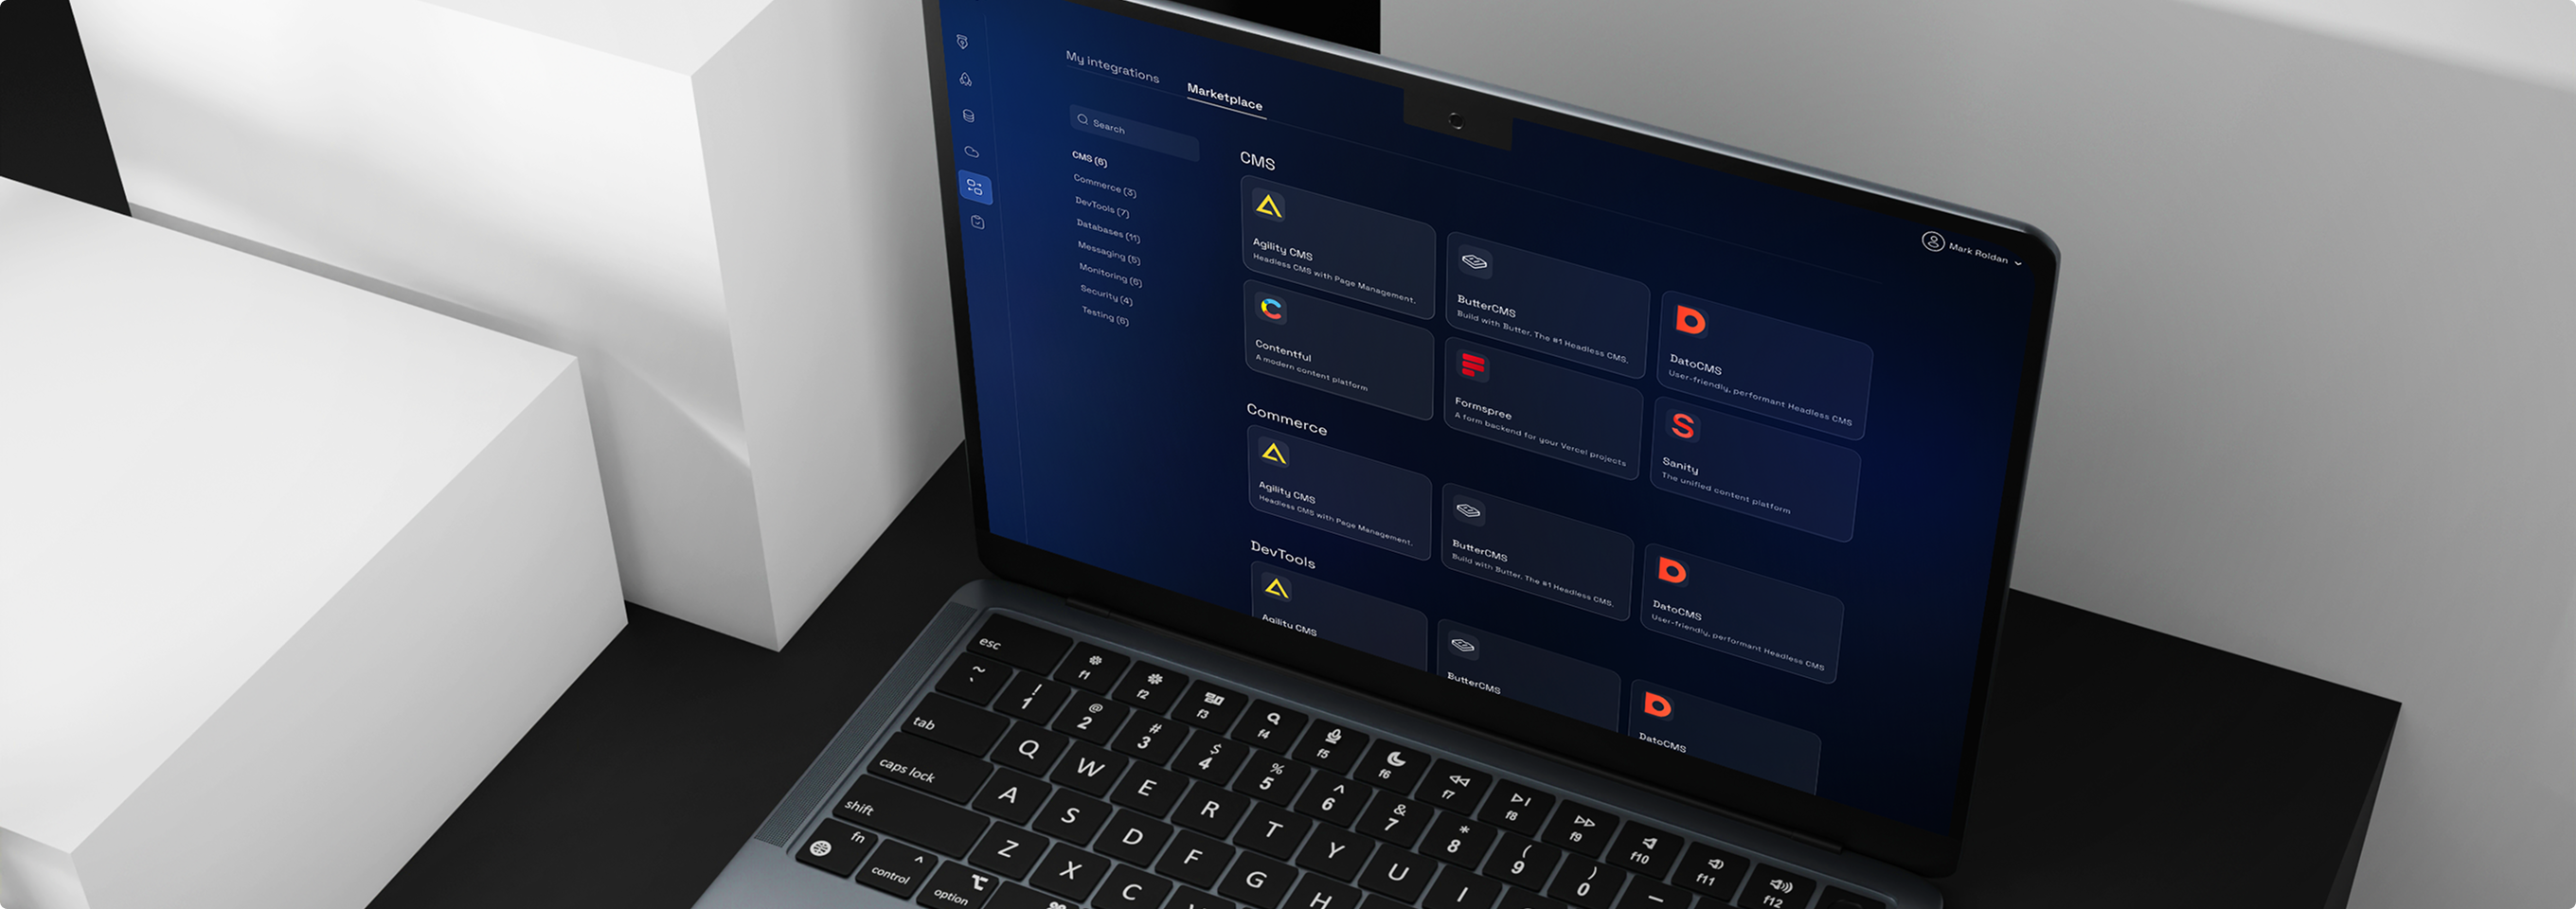 My integrations
Marketplace
Mark Roldan
Search
CMS (6)
Commerce (3)
DevTools (7)
Databases (11)
Messaging (5)
Monitoring (6)
Security (4)
Testing (6)
CMS
Agility CMS
Headless CMS with Page Management.
ButterCMS
Build with Butter. The #1 Headless CMS.
DatoCMS
User-friendly, performant Headless CMS
Contentful
A modern content platform
Formspree
A form backend for your Vercel projects
Sanity
The unified content platform
Commerce
Agility CMS
Headless CMS with Page Management.
ButterCMS
Build with Butter. The #1 Headless CMS.
DatoCMS
User-friendly, performant Headless CMS
DevTools
Agility CMS
ButterCMS
DatoCMS
esc
f1 f2 f3 f4 f5 f6 f7 f8 f9 f10 f11 f12
~ ! @ # $ % ^ & * ( )
` 1 2 3 4 5 6 7 8 9 0 –
tab Q W E R T Y U I
caps lock A S D F G H
shift Z X C
fn control ^ option ⌥